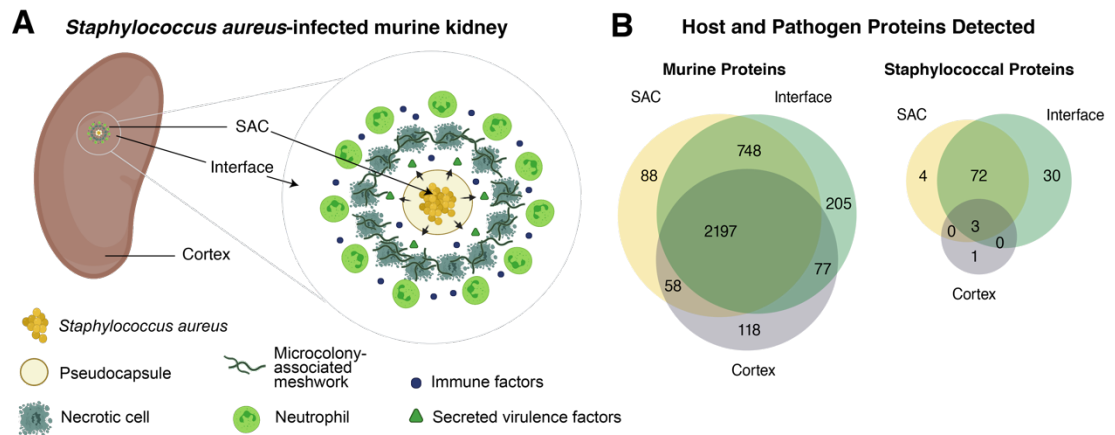 A
Staphylococcus aureus-infected murine kidney
SAC
Interface
Cortex
Staphylococcus aureus
Pseudocapsule
Necrotic cell
Microcolony-
associated
meshwork
Neutrophil
Immune factors
Secreted virulence factors
B
Host and Pathogen Proteins Detected
Murine Proteins
SAC
Interface
748
88
205
2197
77
58
118
Cortex
Staphylococcal Proteins
SAC
Interface
4
72
30
3
0
0
1
Cortex